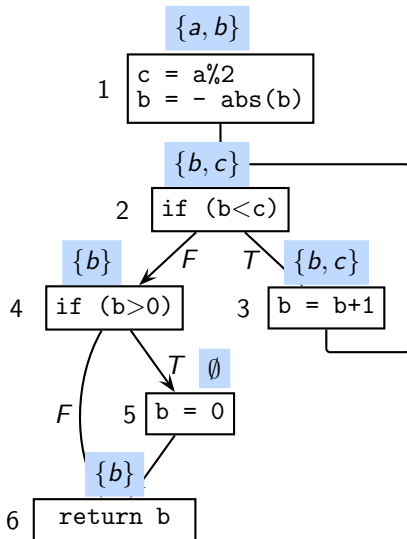 {a, b}
1
c = a%2
b = - abs(b)
{b, c}
2
if (b<c)
F
T
{b}
4
if (b>0)
{b, c}
3
b = b+1
F
T
∅
5
b = 0
{b}
6
return b